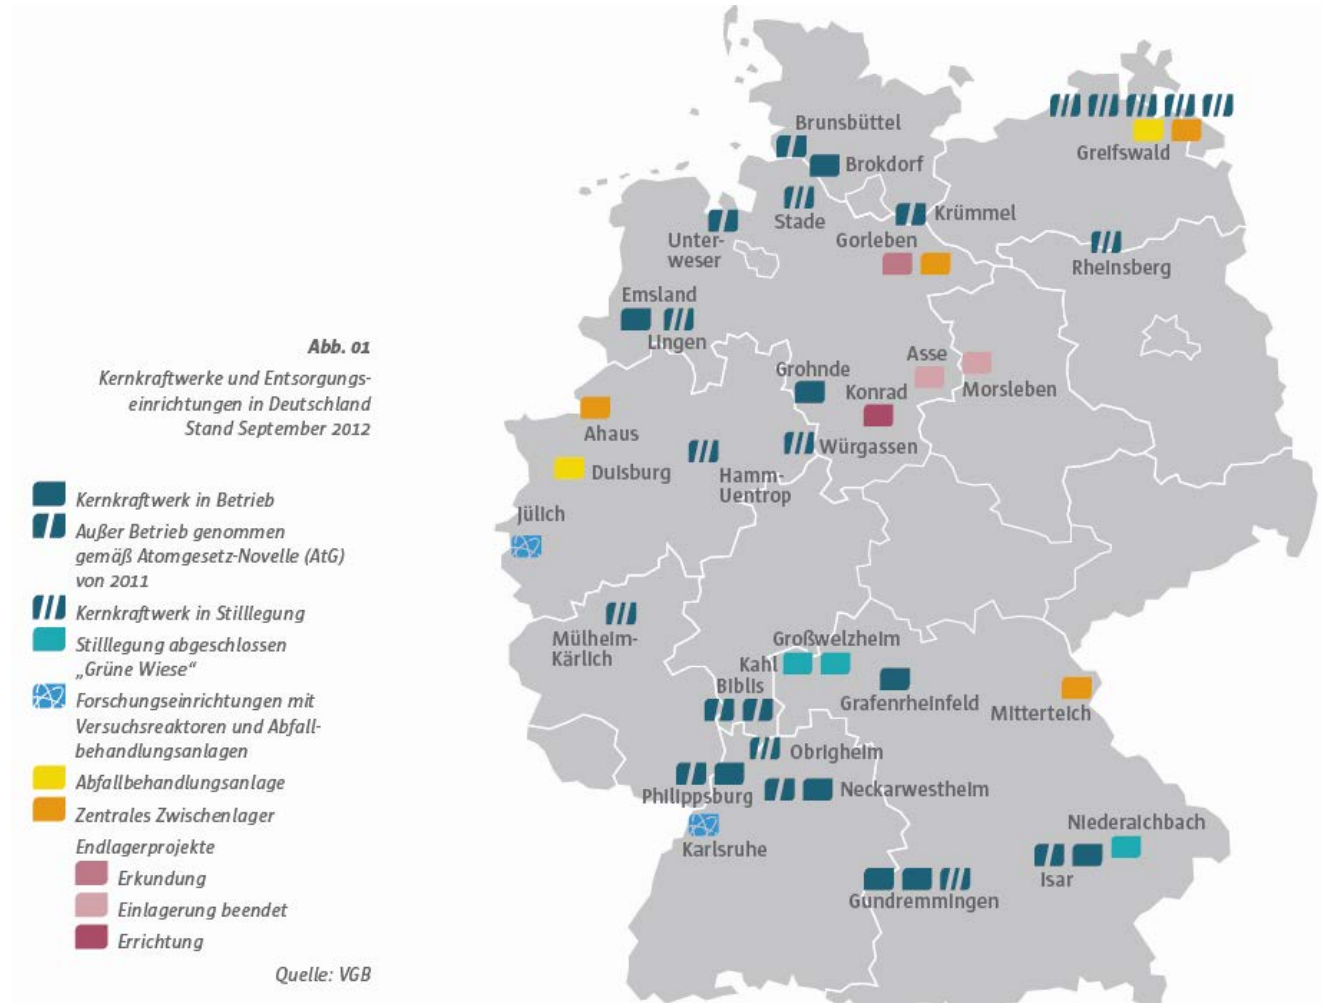 Abb. 01
Kernkraftwerke und Entsorgungs-
einrichtungen in Deutschland
Stand September 2012
Kernkraftwerk in Betrieb
Außer Betrieb genommen
gemäß Atomgesetz-Novelle (AtG)
von 2011
Kernkraftwerk in Stilllegung
Stilllegung abgeschlossen
„Grüne Wiese“
Forschungseinrichtungen mit
Versuchsreaktoren und Abfall-
behandlungsanlagen
Abfallbehandlungsanlage
Zentrales Zwischenlager
Endlagerprojekte
Erkundung
Einlagerung beendet
Errichtung
Quelle: VGB
Brunsbüttel
Brokdorf
Greifswald
Stade
Krümmel
Unter-
weser
Gorleben
Rheinsberg
Emsland
Lingen
Grohnde
Asse
Konrad
Morsleben
Ahaus
Würgassen
Duisburg
Hamm-
Uentrop
Jülich
Mülheim-
Kärlich
Großwelzheim
Kahl
Biblis
Grafenrheinfeld
Mitterteich
Obrigheim
Philippsburg
Neckarwestheim
Karlsruhe
Niederaichbach
Isar
Gundremmingen